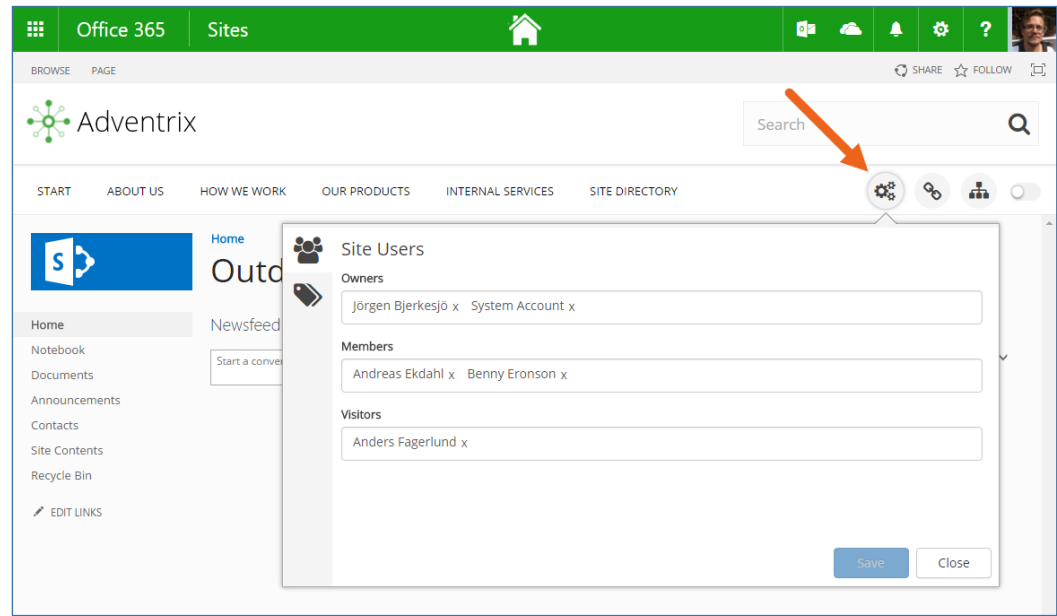 Office 365 Sites ?
BROWSE PAGE SHARE FOLLOW
Adventrix Search
START ABOUT US HOW WE WORK OUR PRODUCTS INTERNAL SERVICES SITE DIRECTORY
S
Home
Outd
Newsfeed
Start a conver
Home
Notebook
Documents
Announcements
Contacts
Site Contents
Recycle Bin
EDIT LINKS
Site Users
Owners
Jörgen Bjerkesjö x System Account x
Members
Andreas Ekdahl x Benny Eronson x
Visitors
Anders Fagerlund x
Save Close